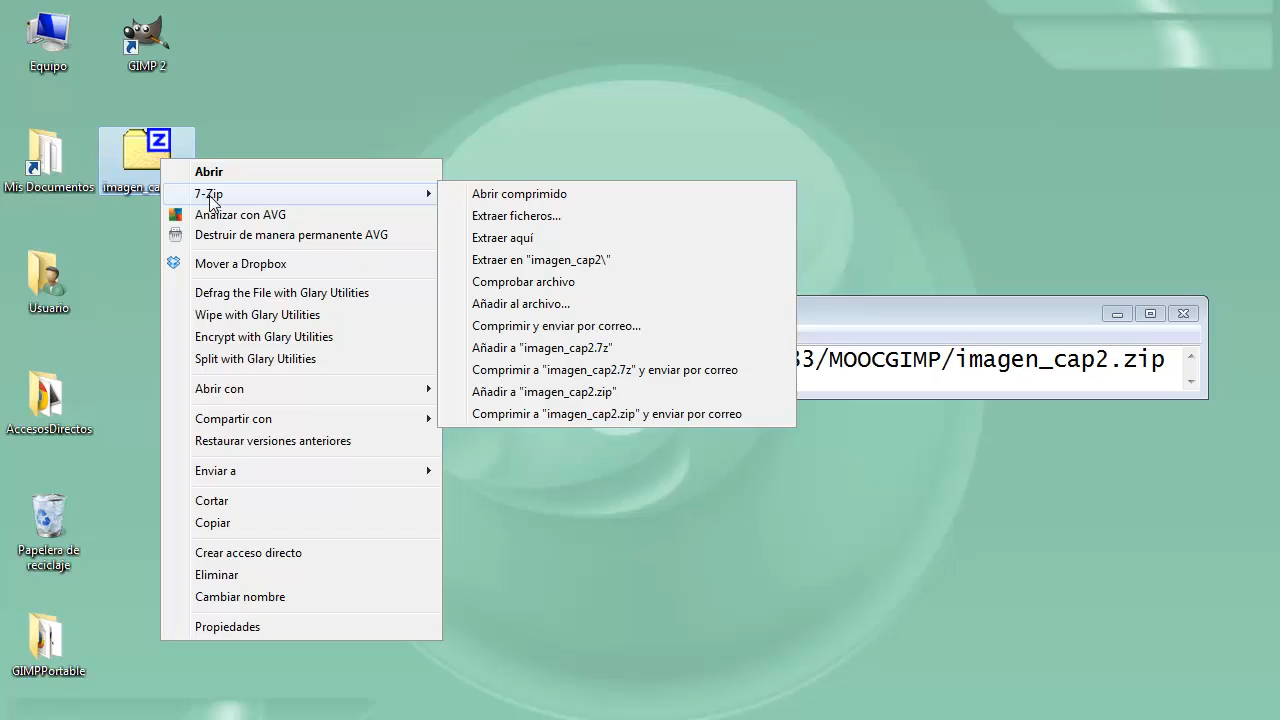 Equipo
GIMP 2
Mis Documentos
imagen_ca
Usuario
AccesosDirectos
Papelera de
reciclaje
GIMPPortable
Abrir
7-Zip
Analizar con AVG
Destruir de manera permanente AVG
Mover a Dropbox
Defrag the File with Glary Utilities
Wipe with Glary Utilities
Encrypt with Glary Utilities
Split with Glary Utilities
Abrir con
Compartir con
Restaurar versiones anteriores
Enviar a
Cortar
Copiar
Crear acceso directo
Eliminar
Cambiar nombre
Propiedades
Abrir comprimido
Extraer ficheros...
Extraer aquí
Extraer en "imagen_cap2\"
Comprobar archivo
Añadir al archivo...
Comprimir y enviar por correo...
Añadir a "imagen_cap2.7z"
Comprimir a "imagen_cap2.7z" y enviar por correo
Añadir a "imagen_cap2.zip"
Comprimir a "imagen_cap2.zip" y enviar por correo
33/MOOCGIMP/imagen_cap2.zip